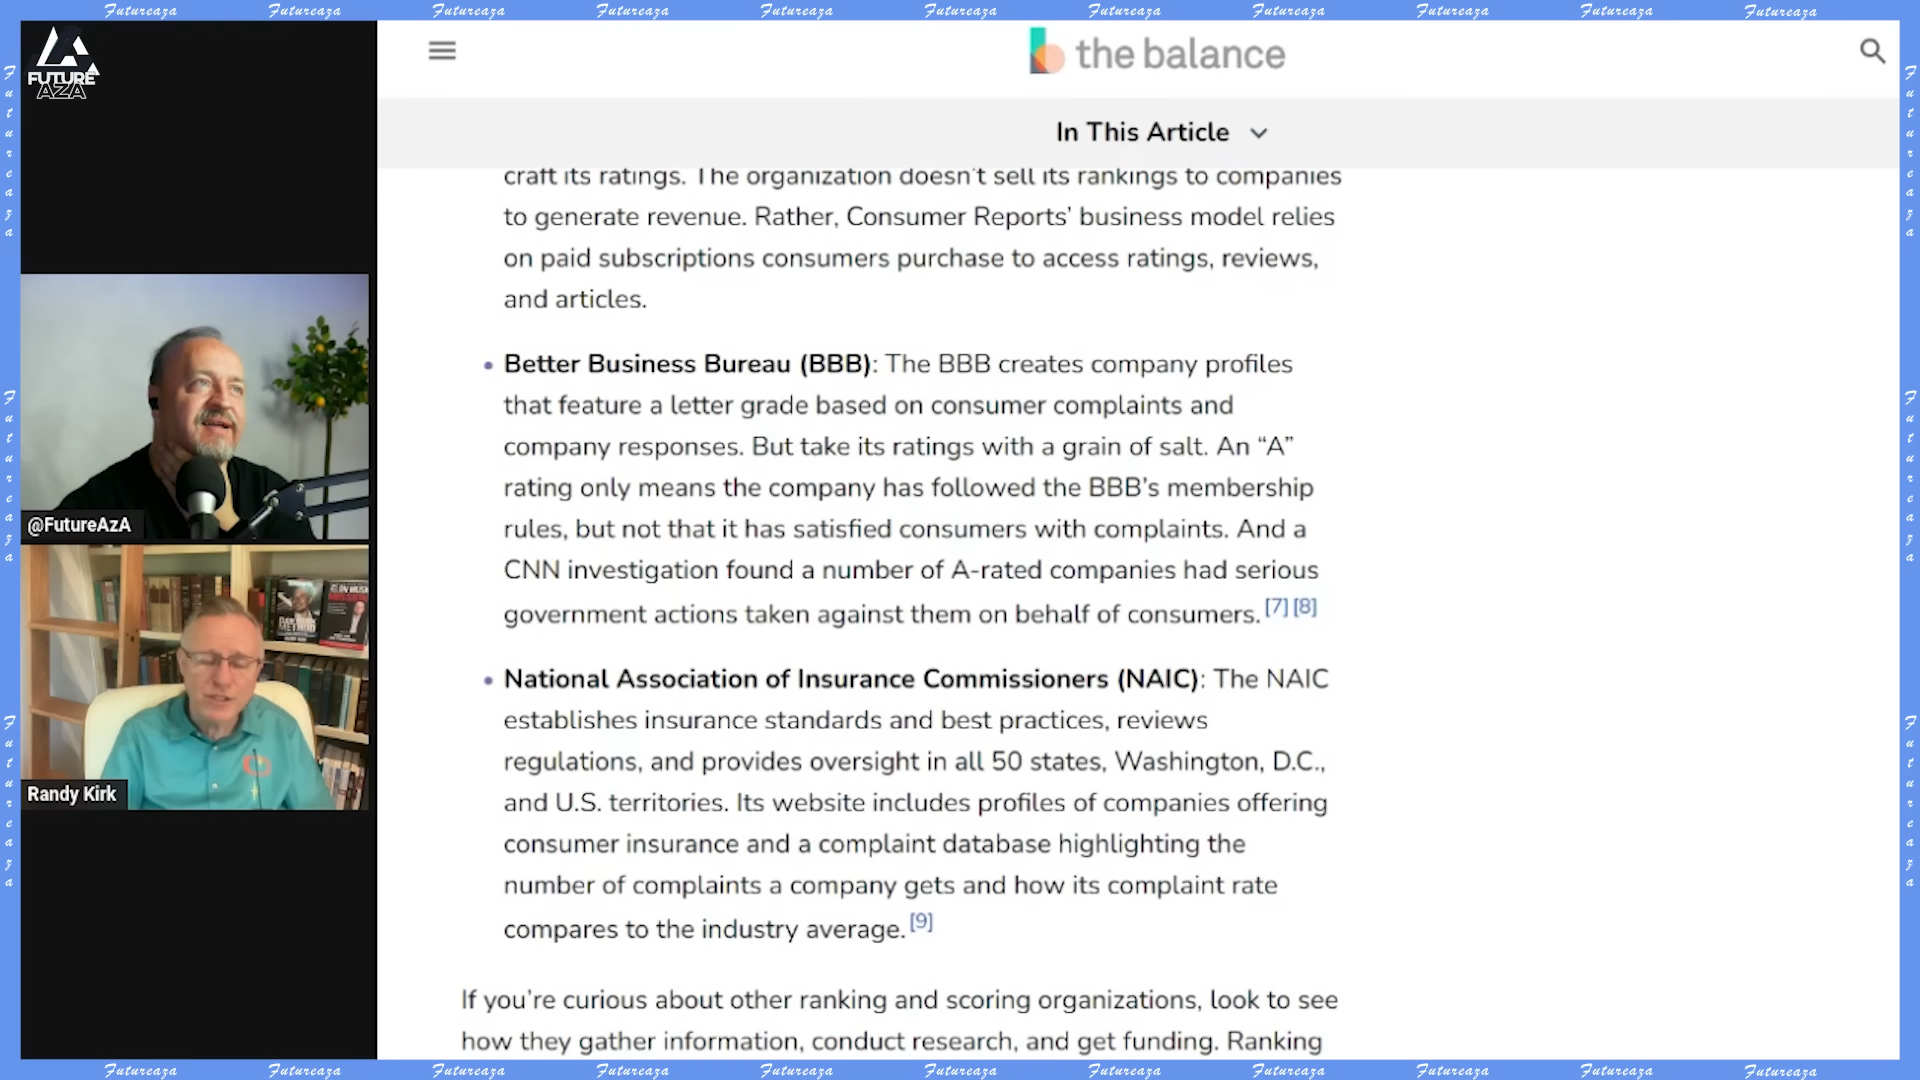 Futureaza Futureaza Futureaza Futureaza Futureaza Futureaza Futureaza Futureaza Futureaza Futureaza Futureaza
FUTURE
AZA
the balance
In This Article
craft its ratings. The organization doesn't sell its rankings to companies
to generate revenue. Rather, Consumer Reports’ business model relies
on paid subscriptions consumers purchase to access ratings, reviews,
and articles.
• Better Business Bureau (BBB): The BBB creates company profiles
that feature a letter grade based on consumer complaints and
company responses. But take its ratings with a grain of salt. An “A”
rating only means the company has followed the BBB’s membership
rules, but not that it has satisfied consumers with complaints. And a
CNN investigation found a number of A-rated companies had serious
government actions taken against them on behalf of consumers. [7] [8]
• National Association of Insurance Commissioners (NAIC): The NAIC
establishes insurance standards and best practices, reviews
regulations, and provides oversight in all 50 states, Washington, D.C.,
and U.S. territories. Its website includes profiles of companies offering
consumer insurance and a complaint database highlighting the
number of complaints a company gets and how its complaint rate
compares to the industry average. [9]
If you’re curious about other ranking and scoring organizations, look to see
how they gather information, conduct research, and get funding. Ranking
@FutureAzA
ELON MUSK
METHOD
Randy Kirk
Futureaza
Futureaza
Futureaza
Futureaza
Futureaza
Futureaza
Futureaza Futureaza Futureaza Futureaza Futureaza Futureaza Futureaza Futureaza Futureaza Futureaza Futureaza